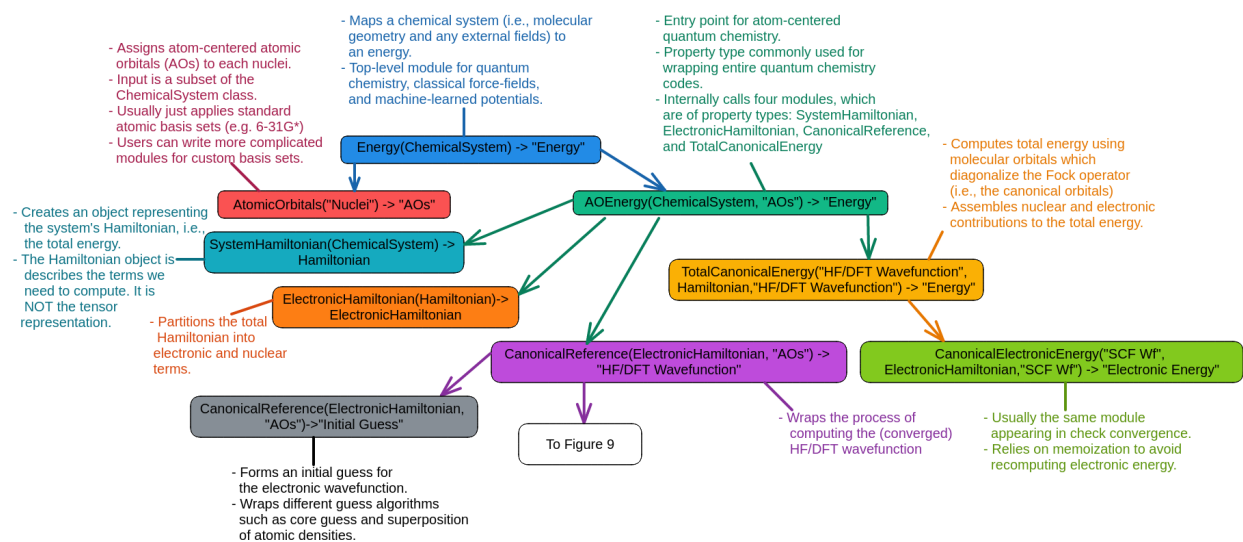 - Maps a chemical system (i.e., molecular
geometry and any external fields) to
an energy.
- Top-level module for quantum
chemistry, classical force-fields,
and machine-learned potentials.
- Entry point for atom-centered
quantum chemistry.
- Property type commonly used for
wrapping entire quantum chemistry
codes.
- Internally calls four modules, which
are of property types: SystemHamiltonian,
ElectronicHamiltonian, CanonicalReference,
and TotalCanonicalEnergy
- Assigns atom-centered atomic
orbitals (AOs) to each nuclei.
- Input is a subset of the
ChemicalSystem class.
- Usually just applies standard
atomic basis sets (e.g. 6-31G*)
- Users can write more complicated
modules for custom basis sets.
Energy(ChemicalSystem) -> "Energy"
- Computes total energy using
molecular orbitals which
diagonalize the Fock operator
(i.e., the canonical orbitals)
- Assembles nuclear and electronic
contributions to the total energy.
AtomicOrbitals("Nuclei") -> "AOs"
AOEnergy(ChemicalSystem, "AOs") -> "Energy"
- Creates an object representing
the system's Hamiltonian, i.e.,
the total energy.
- The Hamiltonian object is
describes the terms we
need to compute. It is
NOT the tensor
representation.
SystemHamiltonian(ChemicalSystem) ->
Hamiltonian
TotalCanonicalEnergy("HF/DFT Wavefunction",
Hamiltonian,"HF/DFT Wavefunction") -> "Energy"
ElectronicHamiltonian(Hamiltonian)->
ElectronicHamiltonian
- Partitions the total
Hamiltonian into
electronic and nuclear
terms.
CanonicalReference(ElectronicHamiltonian, "AOs") ->
"HF/DFT Wavefunction"
CanonicalElectronicEnergy("SCF Wf",
ElectronicHamiltonian,"SCF Wf") -> "Electronic Energy"
CanonicalReference(ElectronicHamiltonian,
"AOs")->"Initial Guess"
To Figure 9
- Wraps the process of
computing the (converged)
HF/DFT wavefunction
- Usually the same module
appearing in check convergence.
- Relies on memoization to avoid
recomputing electronic energy.
- Forms an initial guess for
the electronic wavefunction.
- Wraps different guess algorithms
such as core guess and superposition
of atomic densities.